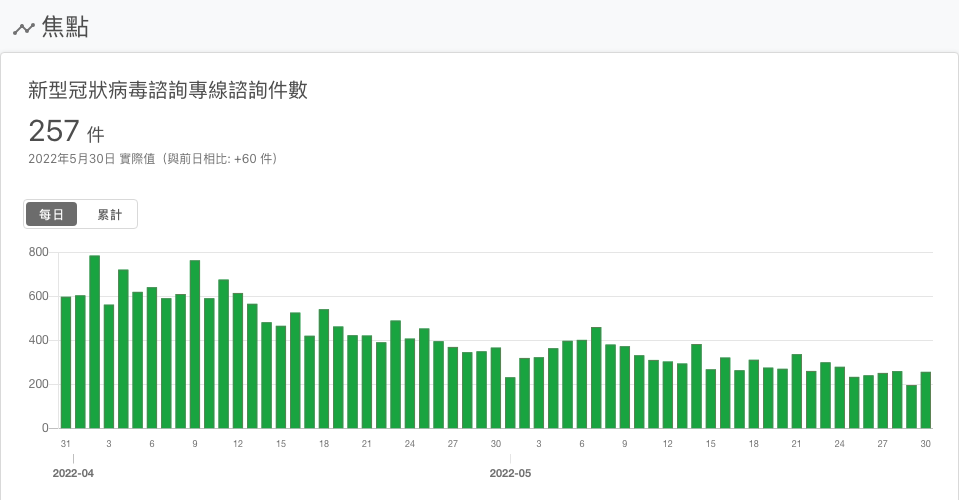 焦點
新型冠狀病毒諮詢專線諮詢件數
257 件
2022年5月30日 實際值（與前日相比: +60 件）
每日 累計
800
600
400
200
0
31 3 6 9 12 15 18 21 24 27 30 3 6 9 12 15 18 21 24 27 30
2022-04 2022-05